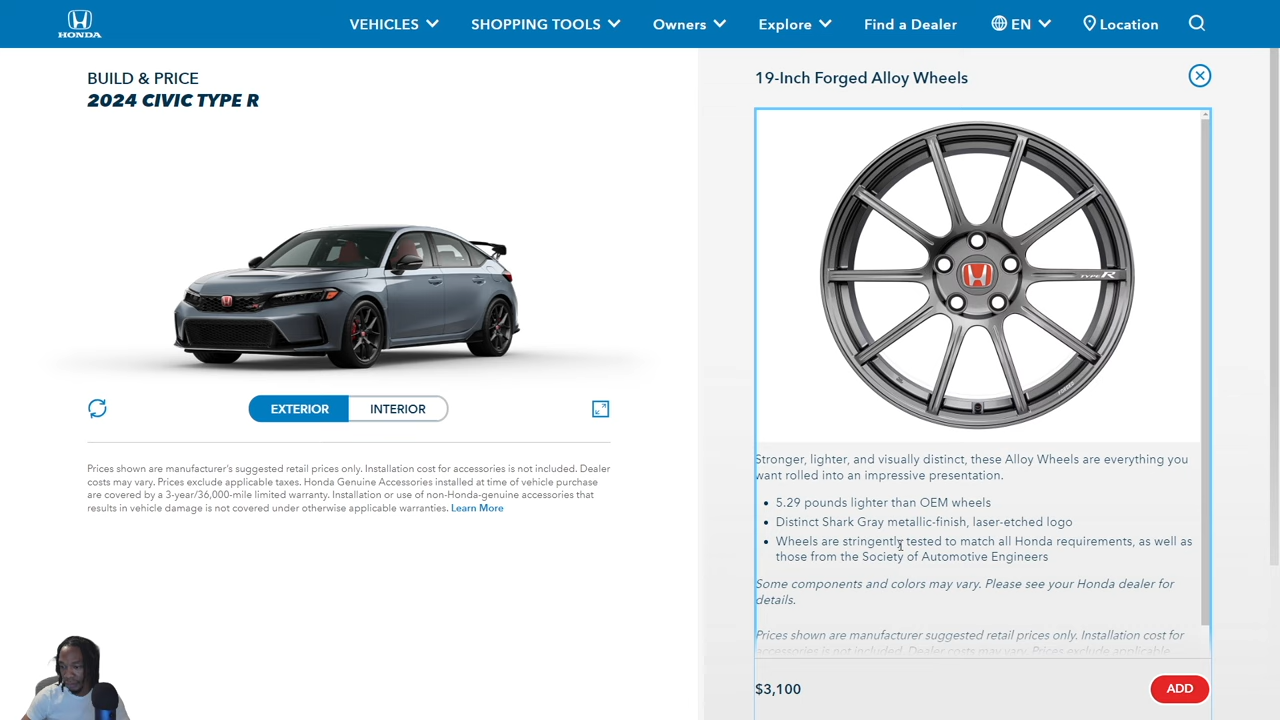 HONDA
VEHICLES
SHOPPING TOOLS
Owners
Explore
Find a Dealer
EN
Location
BUILD & PRICE
2024 CIVIC TYPE R
EXTERIOR
INTERIOR
Prices shown are manufacturer's suggested retail prices only. Installation cost for accessories is not included. Dealer
costs may vary. Prices exclude applicable taxes. Honda Genuine Accessories installed at time of vehicle purchase
are covered by a 3-year/36,000-mile limited warranty. Installation or use of non-Honda-genuine accessories that
results in vehicle damage is not covered under otherwise applicable warranties. Learn More
19-Inch Forged Alloy Wheels
TYPE R
Stronger, lighter, and visually distinct, these Alloy Wheels are everything you
want rolled into an impressive presentation.
5.29 pounds lighter than OEM wheels
Distinct Shark Gray metallic-finish, laser-etched logo
Wheels are stringently tested to match all Honda requirements, as well as
those from the Society of Automotive Engineers
Some components and colors may vary. Please see your Honda dealer for
details.
Prices shown are manufacturer suggested retail prices only. Installation cost for
accessories is not included. Dealer costs may vary. Prices exclude applicable
$3,100
ADD